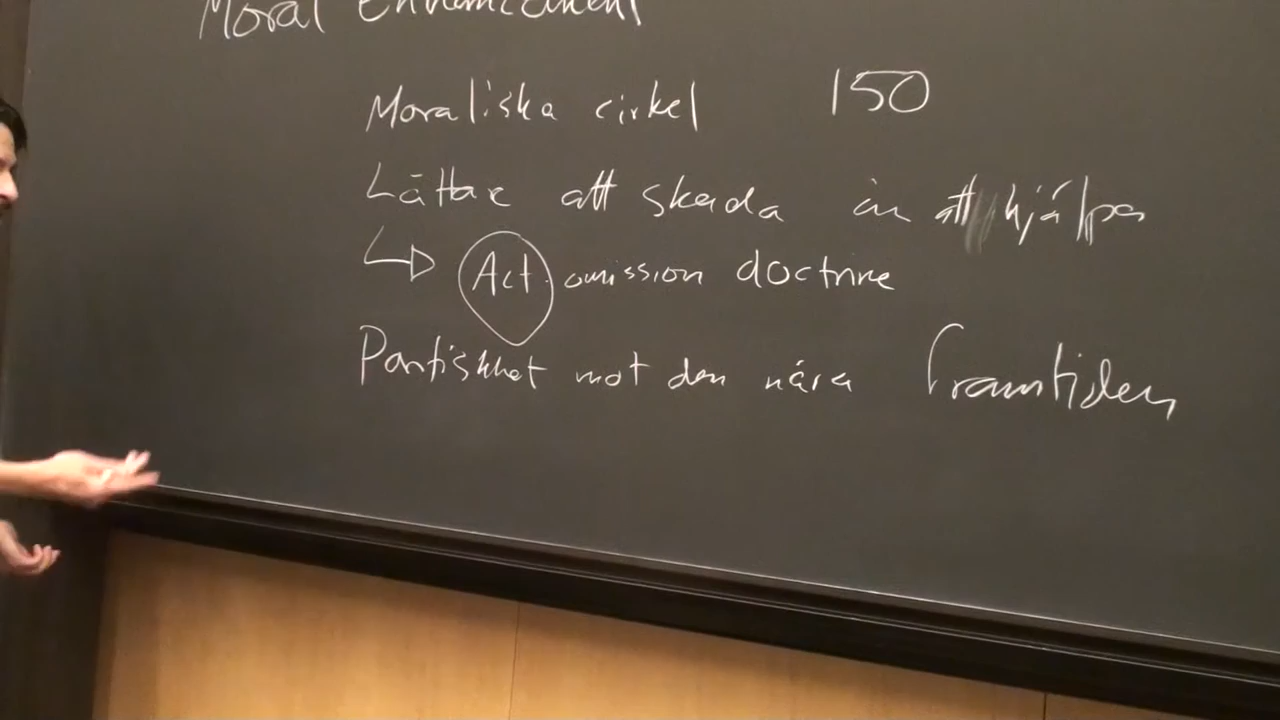 Moral Enhancement
Moraliska cirkel 150
Lättare att skada än att hjälpa
Act omission doctrine
Partiskhet mot den nära framtiden